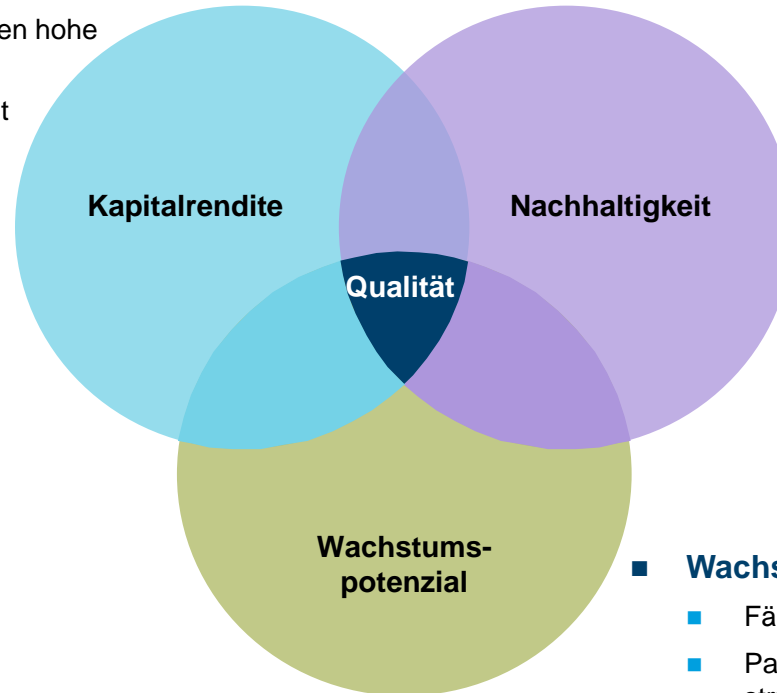 en hohe
t
Kapitalrendite
Nachhaltigkeit
Qualität
Wachstums-
potenzial
■ Wachs
■ Fä
■ Pa